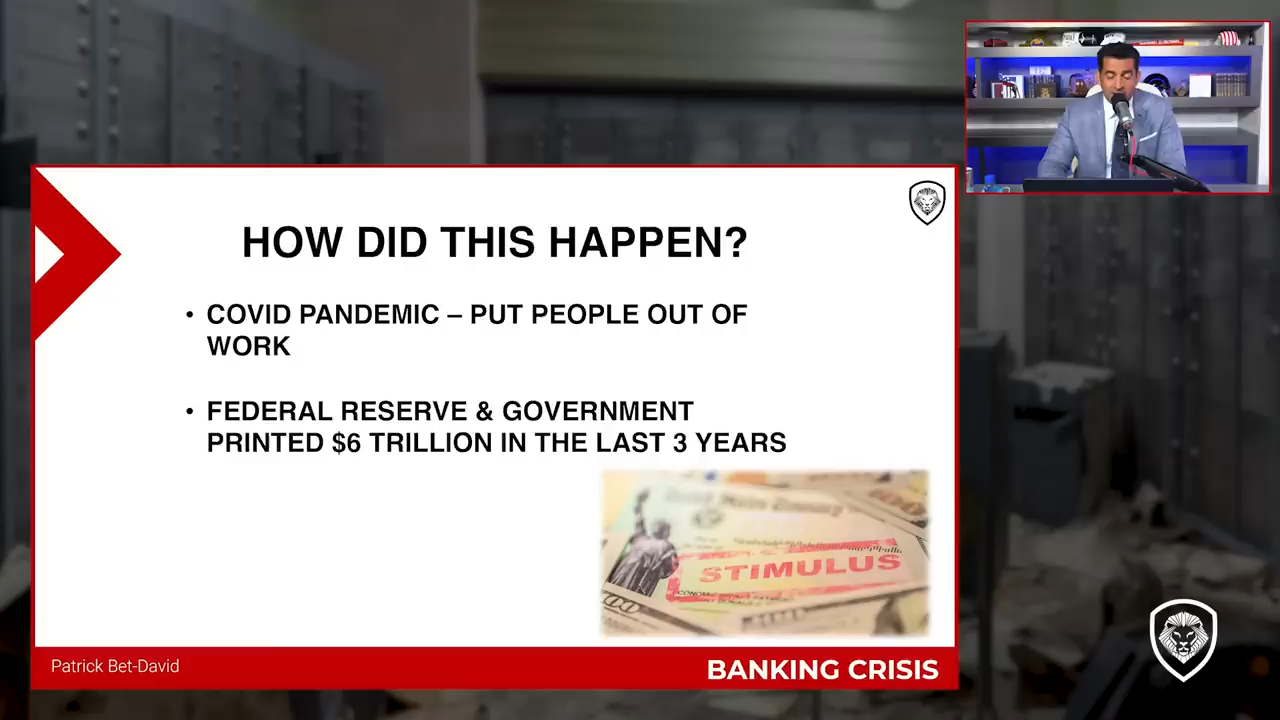 HOW DID THIS HAPPEN?
• COVID PANDEMIC – PUT PEOPLE OUT OF
WORK
• FEDERAL RESERVE & GOVERNMENT
PRINTED $6 TRILLION IN THE LAST 3 YEARS
STIMULUS
Patrick Bet-David
BANKING CRISIS